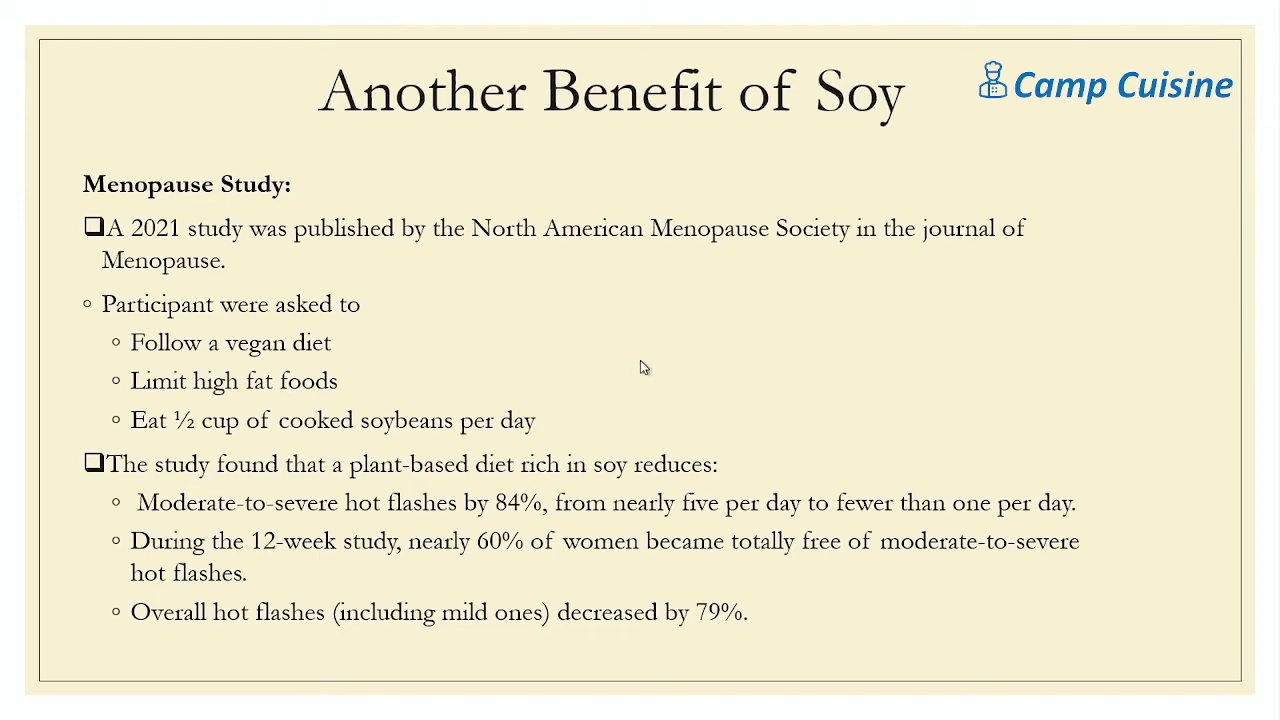 Another Benefit of Soy
Camp Cuisine
Menopause Study:
❑A 2021 study was published by the North American Menopause Society in the journal of
Menopause.
◦ Participant were asked to
◦ Follow a vegan diet
◦ Limit high fat foods
◦ Eat ½ cup of cooked soybeans per day
❑The study found that a plant-based diet rich in soy reduces:
◦ Moderate-to-severe hot flashes by 84%, from nearly five per day to fewer than one per day.
◦ During the 12-week study, nearly 60% of women became totally free of moderate-to-severe
hot flashes.
◦ Overall hot flashes (including mild ones) decreased by 79%.